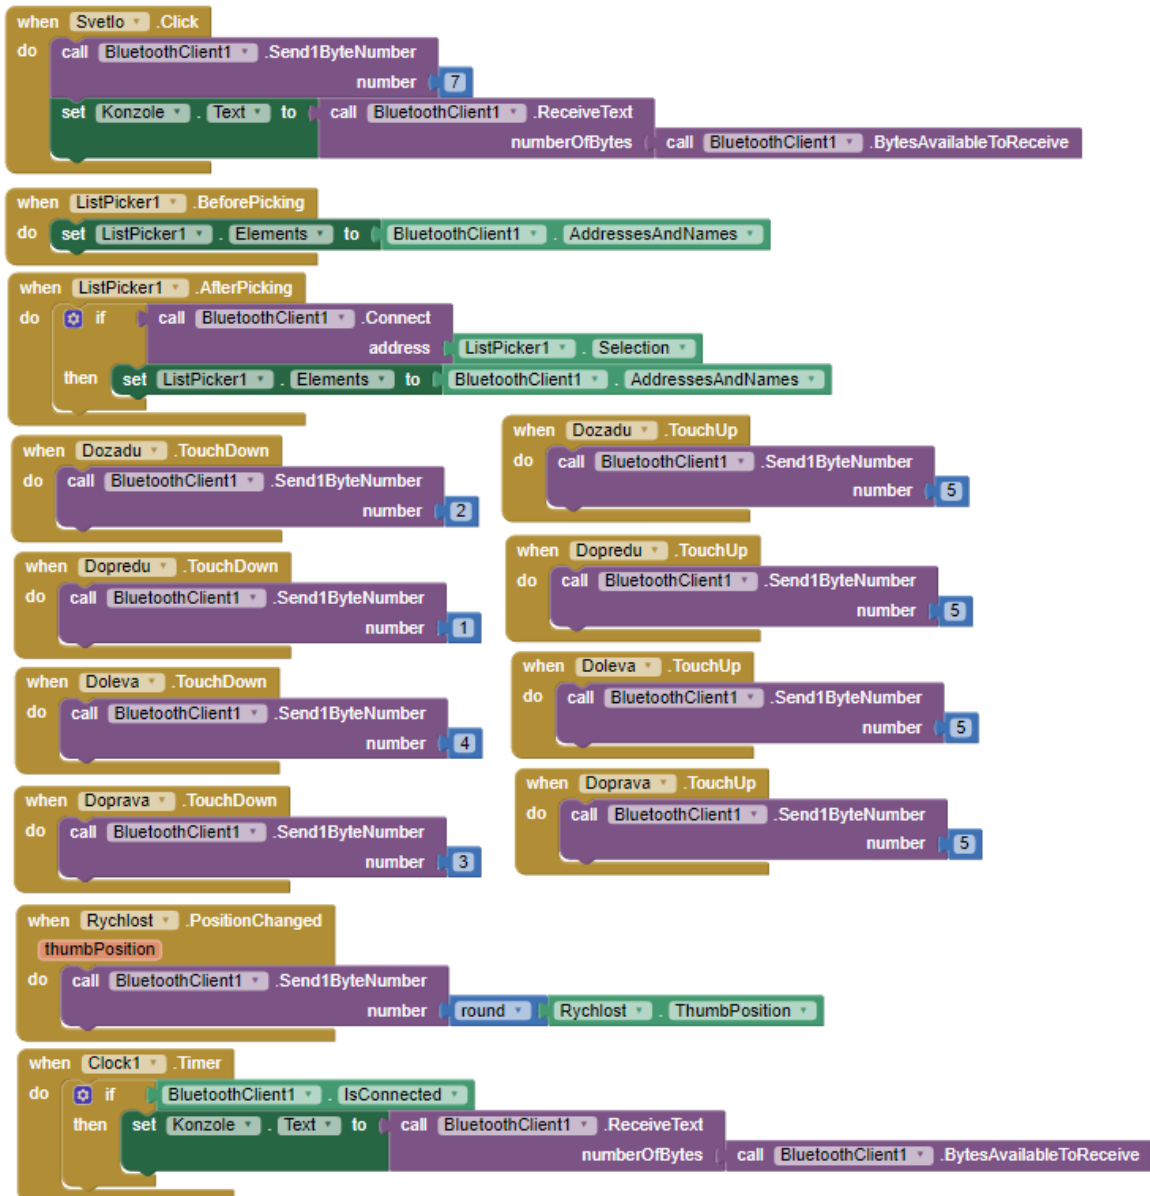 when Svetlo .Click
do call BluetoothClient1 .Send1ByteNumber
number 7
set Konzole . Text to call BluetoothClient1 .ReceiveText
numberOfBytes call BluetoothClient1 .BytesAvailableToReceive
when ListPicker1 .BeforePicking
do set ListPicker1 . Elements to BluetoothClient1 . AddressesAndNames
when ListPicker1 .AfterPicking
do if call BluetoothClient1 .Connect
address ListPicker1 . Selection
then set ListPicker1 . Elements to BluetoothClient1 . AddressesAndNames
when Dozadu .TouchDown
do call BluetoothClient1 .Send1ByteNumber
number 2
when Dozadu .TouchUp
do call BluetoothClient1 .Send1ByteNumber
number 5
when Dopredu .TouchDown
do call BluetoothClient1 .Send1ByteNumber
number 1
when Dopredu .TouchUp
do call BluetoothClient1 .Send1ByteNumber
number 5
when Doleva .TouchDown
do call BluetoothClient1 .Send1ByteNumber
number 4
when Doleva .TouchUp
do call BluetoothClient1 .Send1ByteNumber
number 5
when Doprava .TouchDown
do call BluetoothClient1 .Send1ByteNumber
number 3
when Doprava .TouchUp
do call BluetoothClient1 .Send1ByteNumber
number 5
when Rychlost .PositionChanged
thumbPosition
do call BluetoothClient1 .Send1ByteNumber
number round Rychlost . ThumbPosition
when Clock1 .Timer
do if BluetoothClient1 . IsConnected
then set Konzole . Text to call BluetoothClient1 .ReceiveText
numberOfBytes call BluetoothClient1 .BytesAvailableToReceive